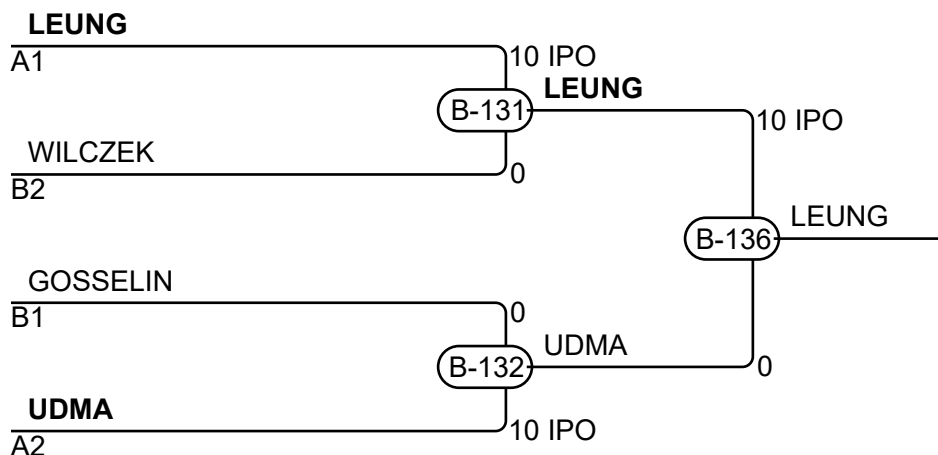 LEUNG
A1
10 IPO
B-131
LEUNG
WILCZEK
B2
0
10 IPO
B-136
LEUNG
GOSSELIN
B1
0
B-132
UDMA
0
UDMA
A2
10 IPO